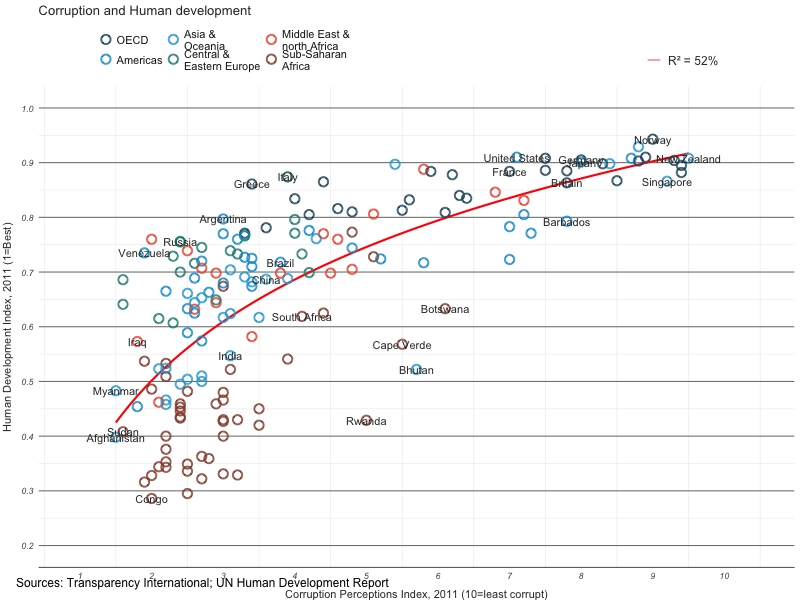 Corruption and Human development
OECD
Asia &
Oceania
Middle East &
north Africa
Americas
Central &
Eastern Europe
Sub-Saharan
Africa
R² = 52%
Human Development Index, 2011 (1=Best)
1.0
0.9
0.8
0.7
0.6
0.5
0.4
0.3
0.2
Norway
United States
Germany
Japan
New Zealand
France
Britain
Singapore
Italy
Greece
Argentina
Barbados
Russia
Venezuela
Brazil
China
South Africa
Botswana
Iraq
India
Cape Verde
Bhutan
Myanmar
Rwanda
Sudan
Afghanistan
Congo
1 2 3 4 5 6 7 8 9 10
Sources: Transparency International; UN Human Development Report
Corruption Perceptions Index, 2011 (10=least corrupt)